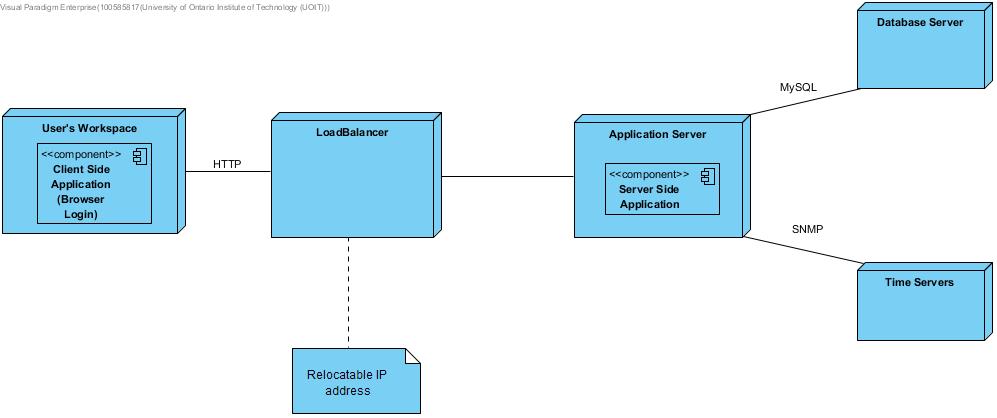 Visual Paradigm Enterprise(100585817(University of Ontario Institute of Technology (UOIT)))
Database Server
MySQL
User's Workspace
<<component>>
Client Side
Application
(Browser
Login)
HTTP
LoadBalancer
Application Server
<<component>>
Server Side
Application
SNMP
Time Servers
Relocatable IP
address